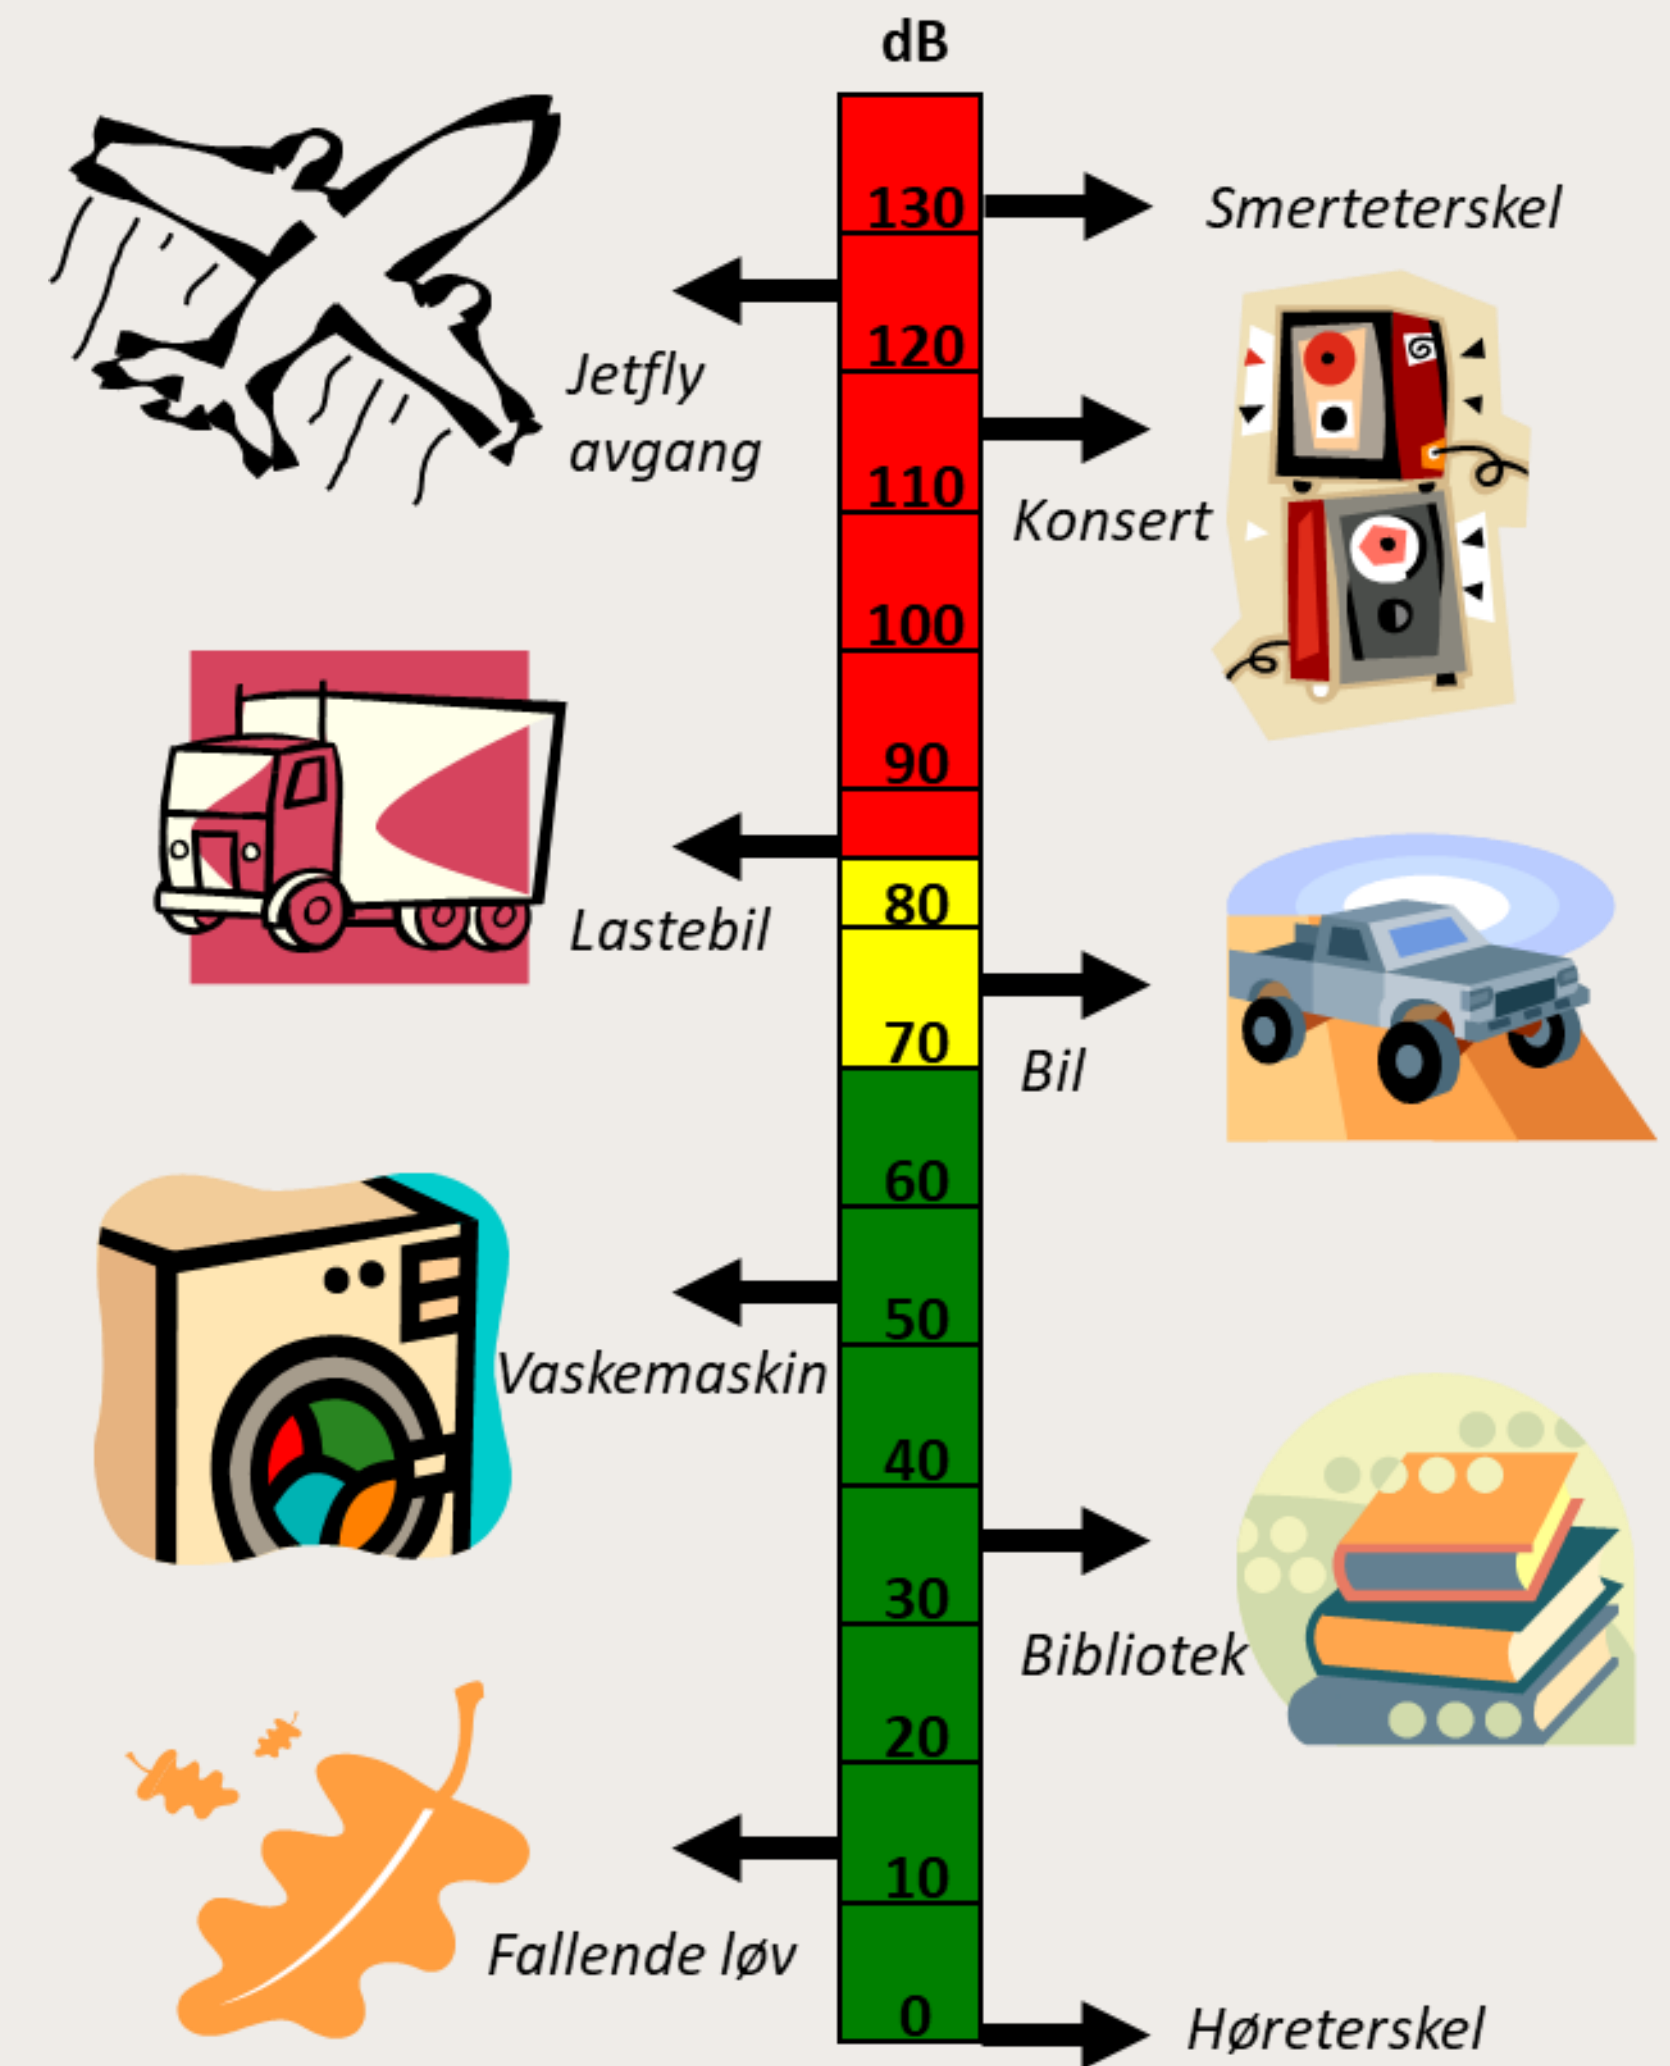 dB
130
Smerteterskel
120
Jetfly
avgang
110
Konsert
100
90
80
Lastebil
70
Bil
60
50
Vaskemaskin
40
30
Bibliotek
20
10
Fallende løv
0
Høreterskel